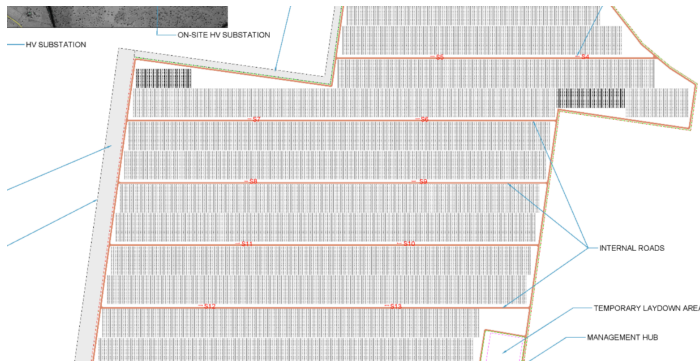 ON-SITE HV SUBSTATION
HV SUBSTATION
S5
S4
S7
S6
S8
S9
S11
S10
INTERNAL ROADS
S12
S13
TEMPORARY LAYDOWN AREA
MANAGEMENT HUB